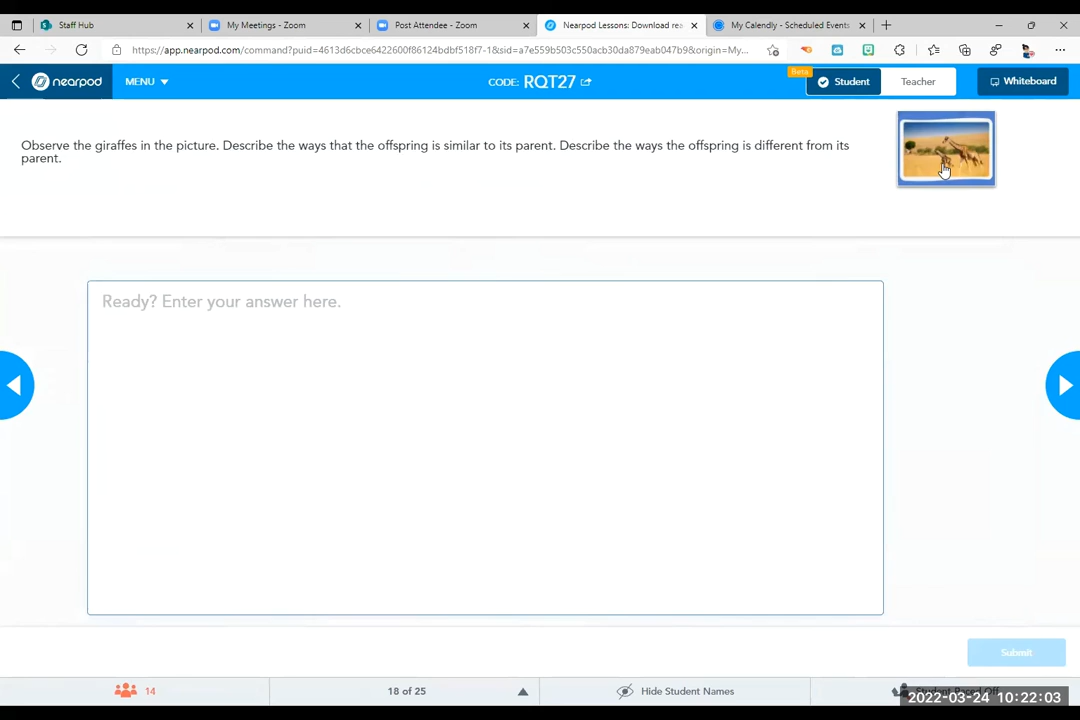 Staff Hub
My Meetings - Zoom
Post Attendee - Zoom
Nearpod Lessons: Download rea
My Calendly - Scheduled Events
https://app.nearpod.com/command?puid=4613d6cbce6422600f86124bdbf518f7-1&sid=a7e559b503c550acb30da879eab047b9&origin=My...
nearpod
MENU
CODE: RQT27
Beta
Student
Teacher
Whiteboard
Observe the giraffes in the picture. Describe the ways that the offspring is similar to its parent. Describe the ways the offspring is different from its
parent.
Ready? Enter your answer here.
Submit
14
18 of 25
Hide Student Names
2022-03-24 10:22:03